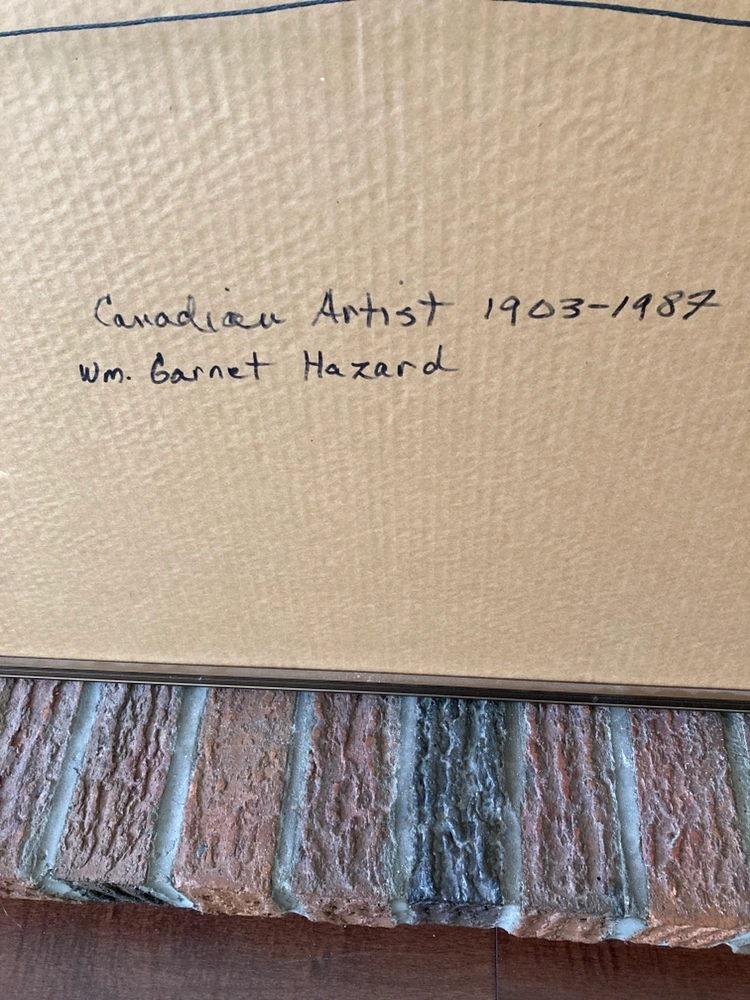 Canadian Artist 1903-1987
Wm. Garnet Hazard